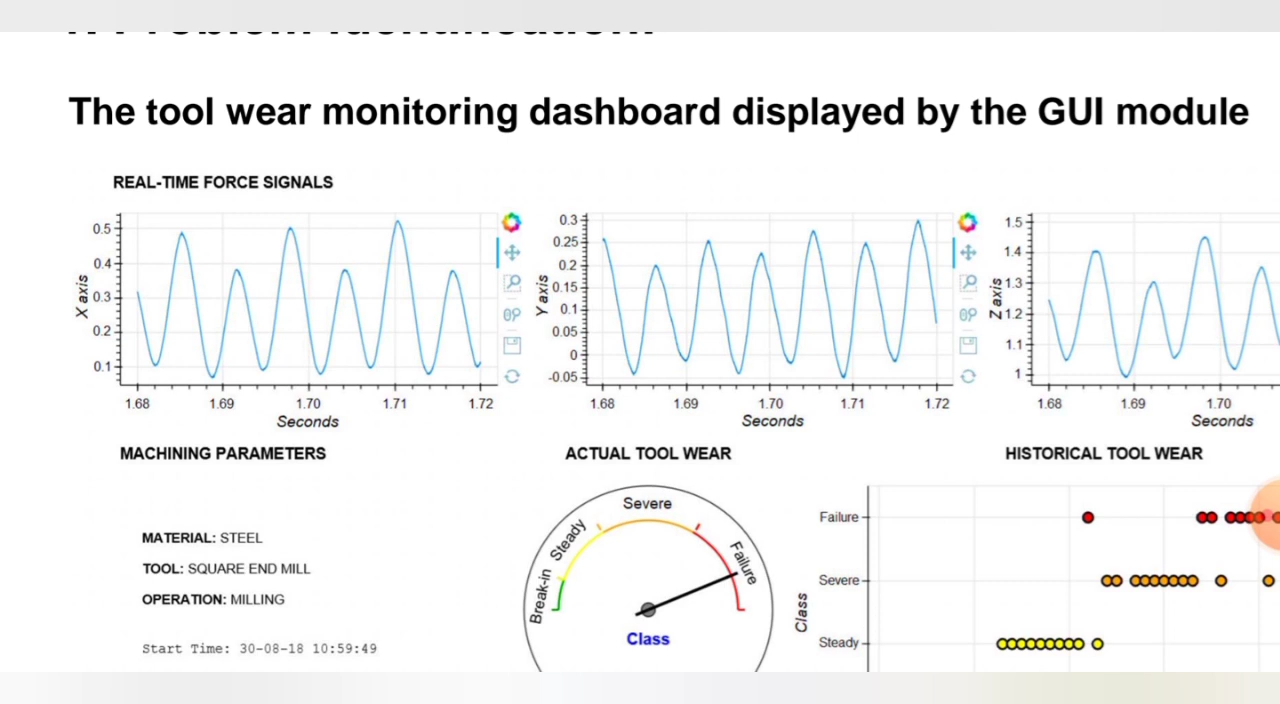 The tool wear monitoring dashboard displayed by the GUI module
REAL-TIME FORCE SIGNALS
X axis
0.5
0.4
0.3
0.2
0.1
1.68 1.69 1.70 1.71 1.72
Seconds
Y axis
0.3
0.25
0.2
0.15
0.1
0.05
0
-0.05
1.68 1.69 1.70 1.71 1.72
Seconds
Z axis
1.5
1.4
1.3
1.2
1.1
1
1.68 1.69 1.70
Seconds
MACHINING PARAMETERS
MATERIAL: STEEL
TOOL: SQUARE END MILL
OPERATION: MILLING
Start Time: 30-08-18 10:59:49
ACTUAL TOOL WEAR
Break-in
Steady
Severe
Failure
Class
HISTORICAL TOOL WEAR
Class
Failure
Severe
Steady